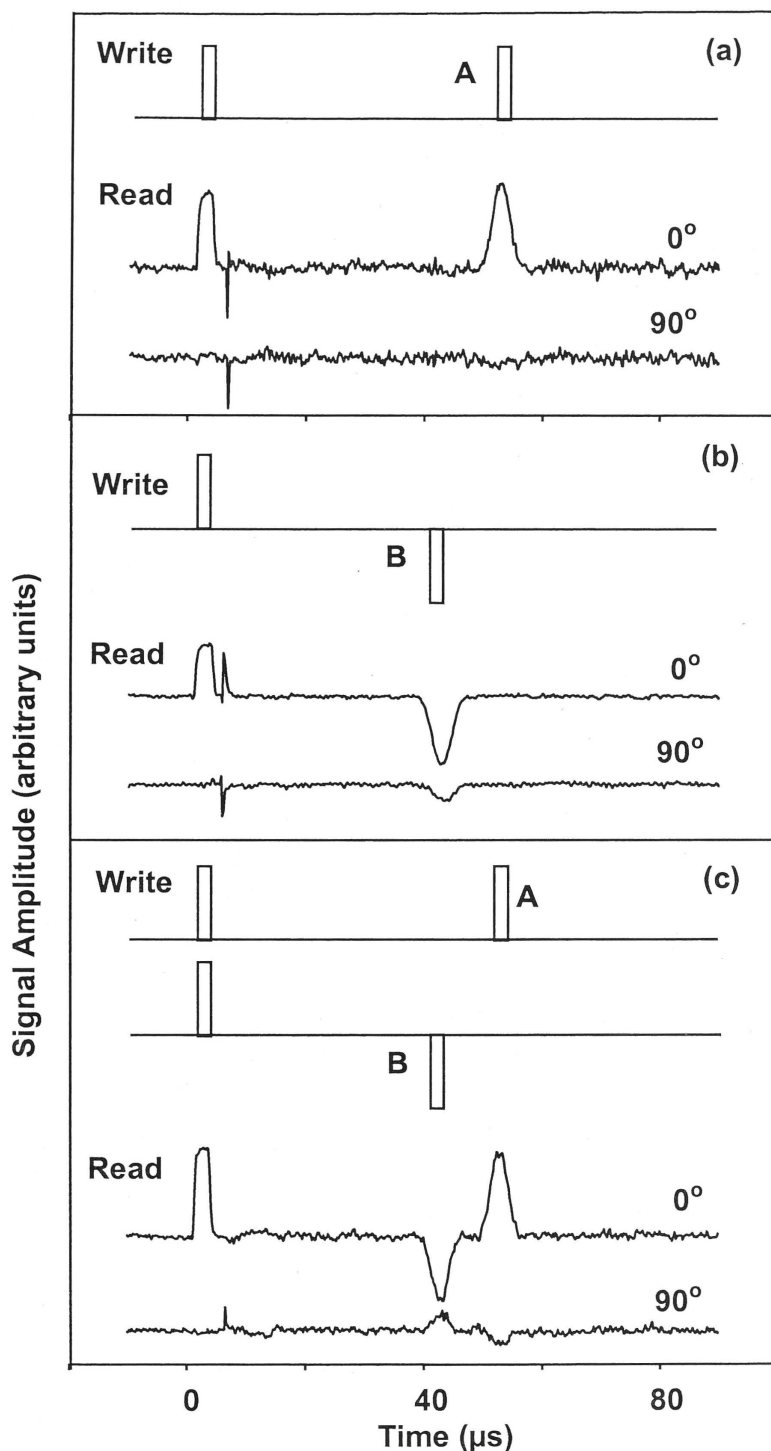 Signal Amplitude (arbitrary units)
(a)
Write
A
Read
0°
90°
(b)
Write
B
Read
0°
90°
(c)
Write
A
B
Read
0°
90°
0 40 80
Time (µs)